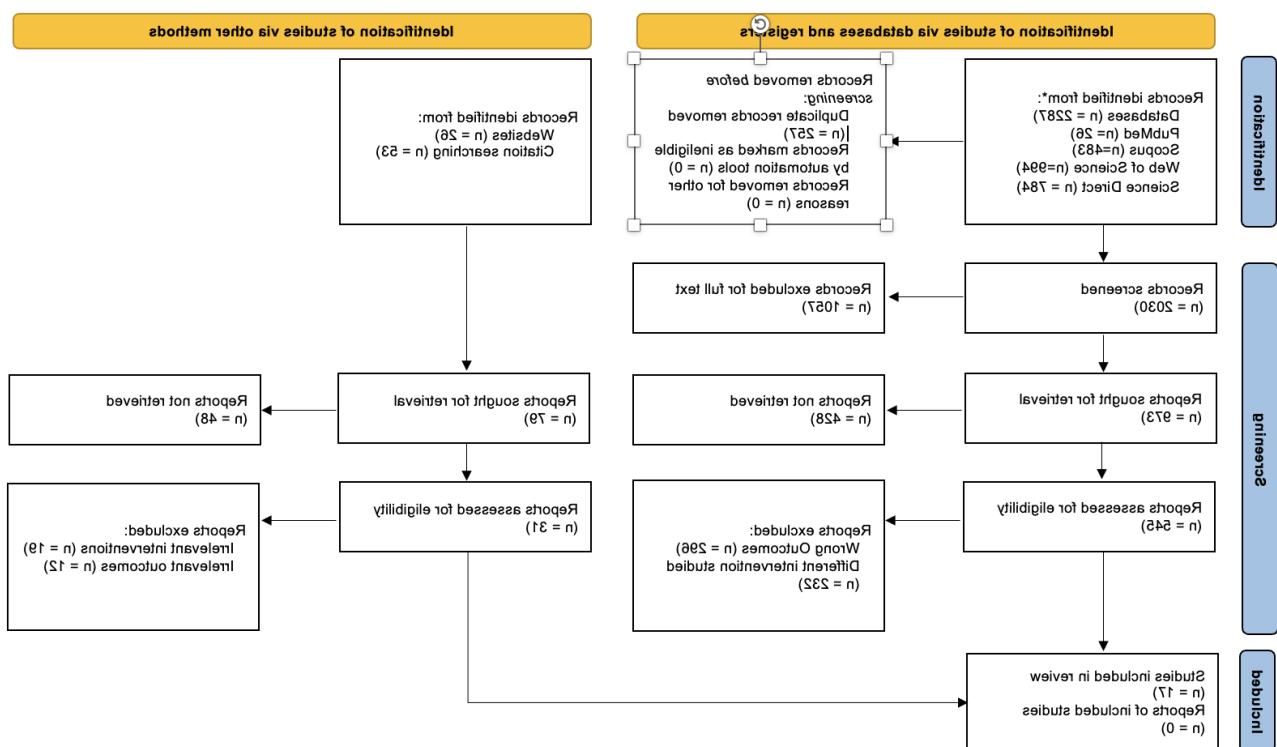 Identification of studies via databases and registers
Identification of studies via other methods
Identification
Records identified from*:
Databases (n = 2287)
PubMed (n= 26)
Scopus (n=483)
Web of Science (n=994)
Science Direct (n = 784)
Records removed before
screening:
Duplicate records removed
(n = 257)
Records marked as ineligible
by automation tools (n = 0)
Records removed for other
reasons (n = 0)
Records identified from:
Websites (n = 26)
Citation searching (n = 53)
Screening
Records screened
(n = 2030)
Records excluded for full text
(n = 1057)
Reports sought for retrieval
(n = 973)
Reports not retrieved
(n = 428)
Reports sought for retrieval
(n = 79)
Reports not retrieved
(n = 48)
Reports assessed for eligibility
(n = 545)
Reports excluded:
Wrong Outcomes (n = 296)
Different intervention studied
(n = 232)
Reports assessed for eligibility
(n = 31)
Reports excluded:
Irrelevant interventions (n = 19)
Irrelevant outcomes (n = 12)
Included
Studies included in review
(n = 17)
Reports of included studies
(n = 0)